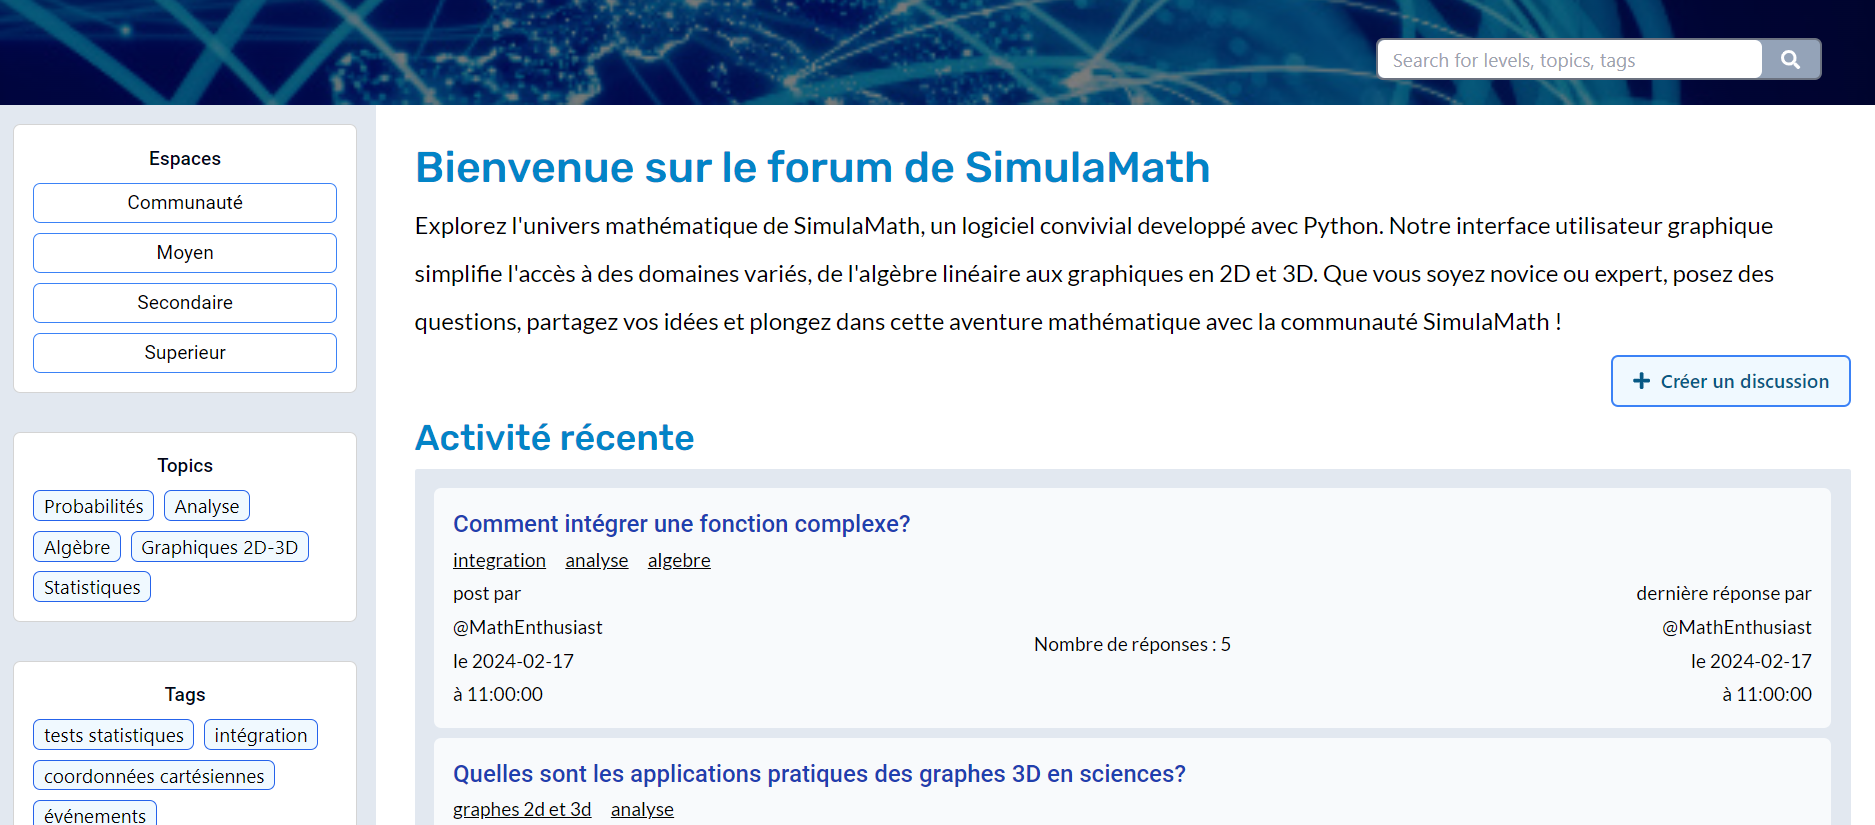 Search for levels, topics, tags
Espaces
Communauté
Moyen
Secondaire
Superieur
Topics
Probabilités Analyse
Algèbre Graphiques 2D-3D
Statistiques
Tags
tests statistiques intégration
coordonnées cartésiennes
événements
Bienvenue sur le forum de SimulaMath
Explorez l'univers mathématique de SimulaMath, un logiciel convivial developpé avec Python. Notre interface utilisateur graphique
simplifie l'accès à des domaines variés, de l'algèbre linéaire aux graphiques en 2D et 3D. Que vous soyez novice ou expert, posez des
questions, partagez vos idées et plongez dans cette aventure mathématique avec la communauté SimulaMath !
Créer un discussion
Activité récente
Comment intégrer une fonction complexe?
integration analyse algebre
post par
@MathEnthusiast
le 2024-02-17
à 11:00:00
Nombre de réponses : 5
dernière réponse par
@MathEnthusiast
le 2024-02-17
à 11:00:00
Quelles sont les applications pratiques des graphes 3D en sciences?
graphes 2d et 3d analyse